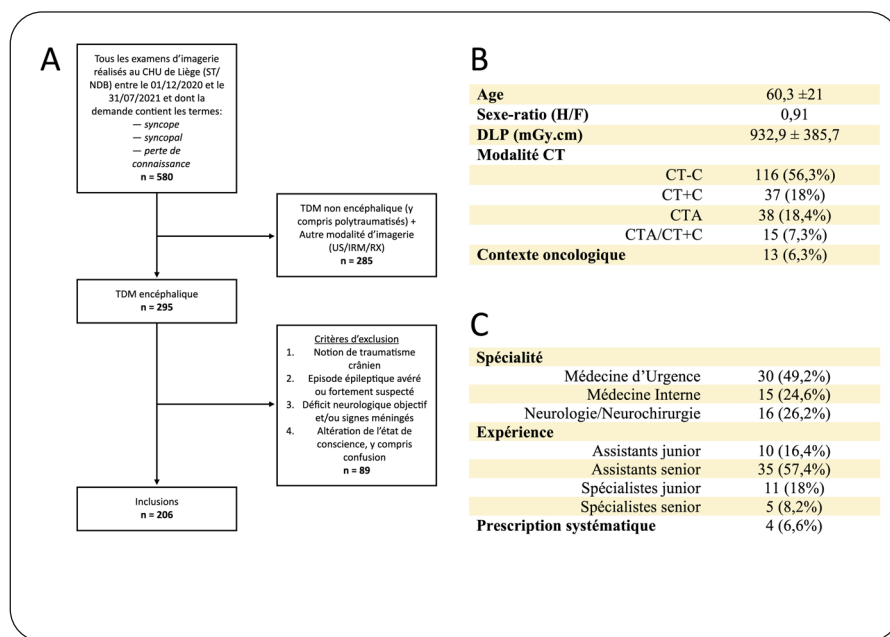 A
Tous les examens d'imagerie
réalisés au CHU de Liège (ST/
NDB) entre le 01/12/2020 et le
31/07/2021 et dont la
demande contient les termes:
— syncope
— syncopal
— perte de
connaissance
n = 580
TDM non encéphalique (y
compris polytraumatisés) +
Autre modalité d'imagerie
(US/IRM/RX)
n = 285
TDM encéphalique
n = 295
Critères d'exclusion
1. Notion de traumatisme
crânien
2. Episode épileptique avéré
ou fortement suspecté
3. Déficit neurologique objectif
et/ou signes méningés
4. Altération de l'état de
conscience, y compris
confusion
n = 89
Inclusions
n = 206
B
Age 60,3 ±21
Sexe-ratio (H/F) 0,91
DLP (mGy.cm) 932,9 ± 385,7
Modalité CT
CT-C 116 (56,3%)
CT+C 37 (18%)
CTA 38 (18,4%)
CTA/CT+C 15 (7,3%)
Contexte oncologique 13 (6,3%)
C
Spécialité
Médecine d'Urgence 30 (49,2%)
Médecine Interne 15 (24,6%)
Neurologie/Neurochirurgie 16 (26,2%)
Expérience
Assistants junior 10 (16,4%)
Assistants senior 35 (57,4%)
Spécialistes junior 11 (18%)
Spécialistes senior 5 (8,2%)
Prescription systématique 4 (6,6%)